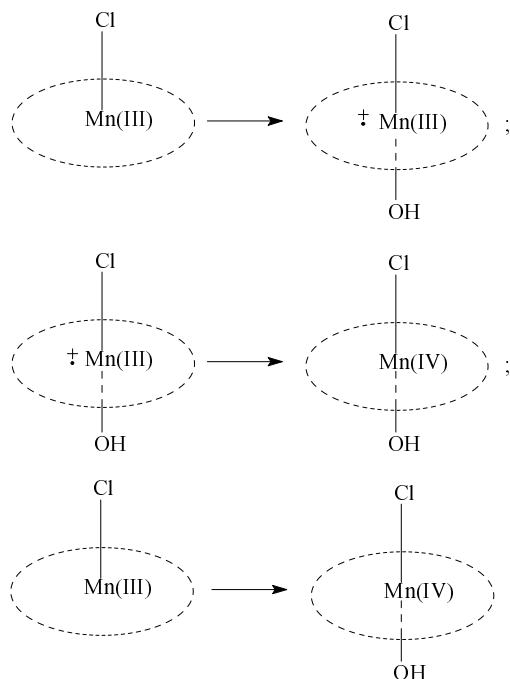 Cl Cl
Mn(III) +• Mn(III) ;
OH
Cl Cl
+• Mn(III) Mn(IV) ;
OH OH
Cl Cl
Mn(III) Mn(IV)
OH